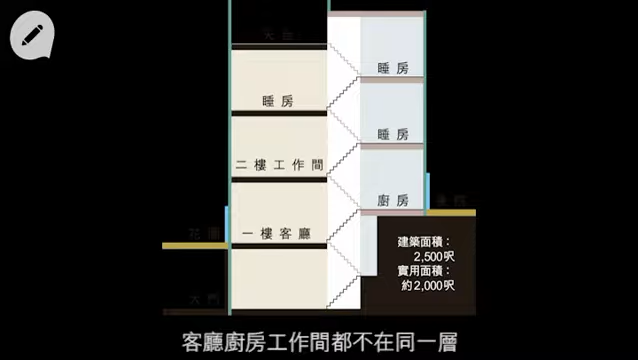 天台
睡房
睡房
睡房
二樓工作間
廚房
一樓客廳
花園
大門
建築面積：
2,500呎
實用面積：
約2,000呎
客廳廚房工作間都不在同一層